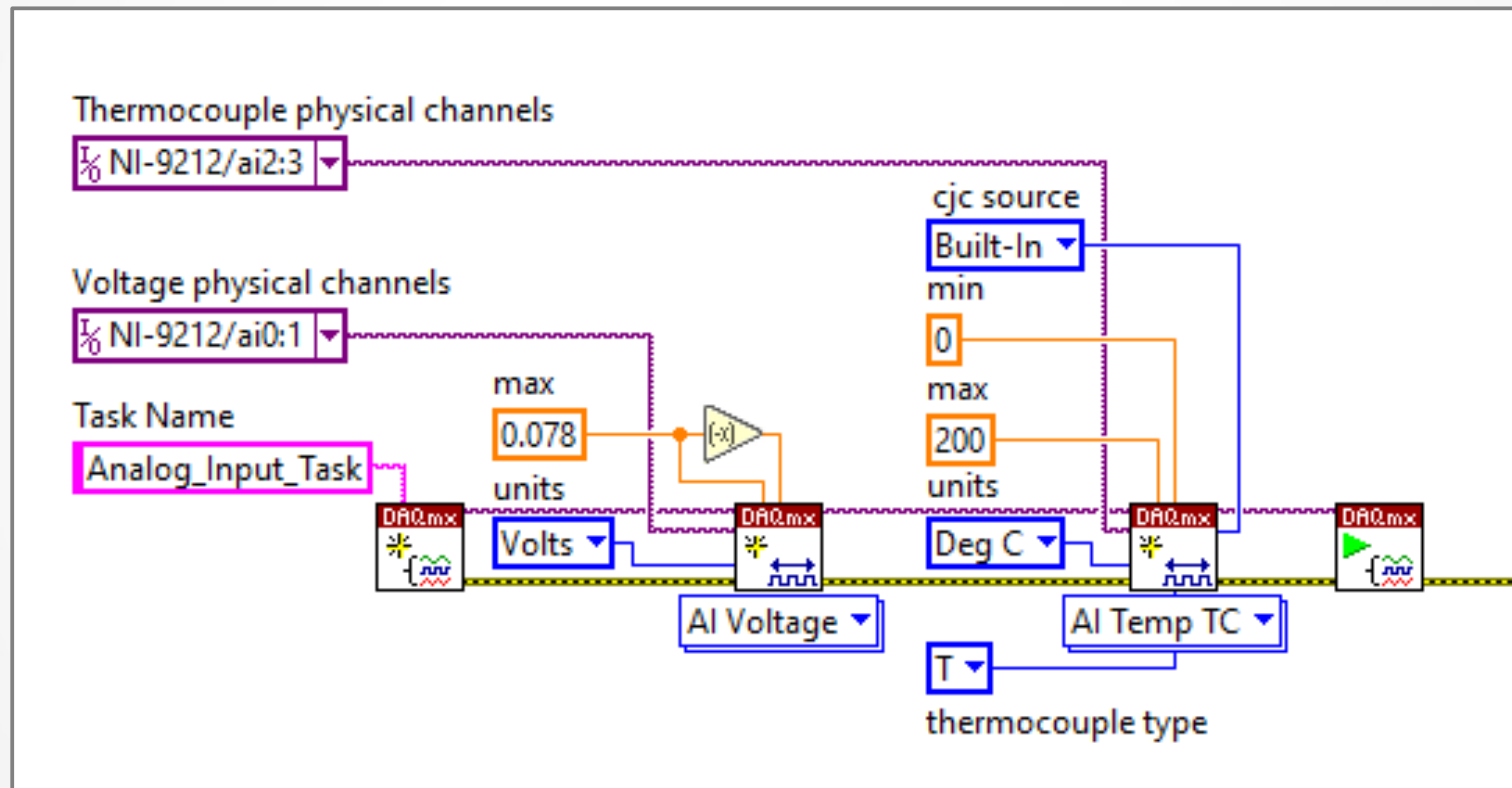 Thermocouple physical channels
I/O NI-9212/ai2:3
cjc source
Built-In
Voltage physical channels
min
I/O NI-9212/ai0:1
0
max
max
Task Name
0.078
(-x)
200
Analog_Input_Task
units
units
DAQmx
DAQmx
DAQmx
DAQmx
Volts
Deg C
AI Voltage
AI Temp TC
T
thermocouple type